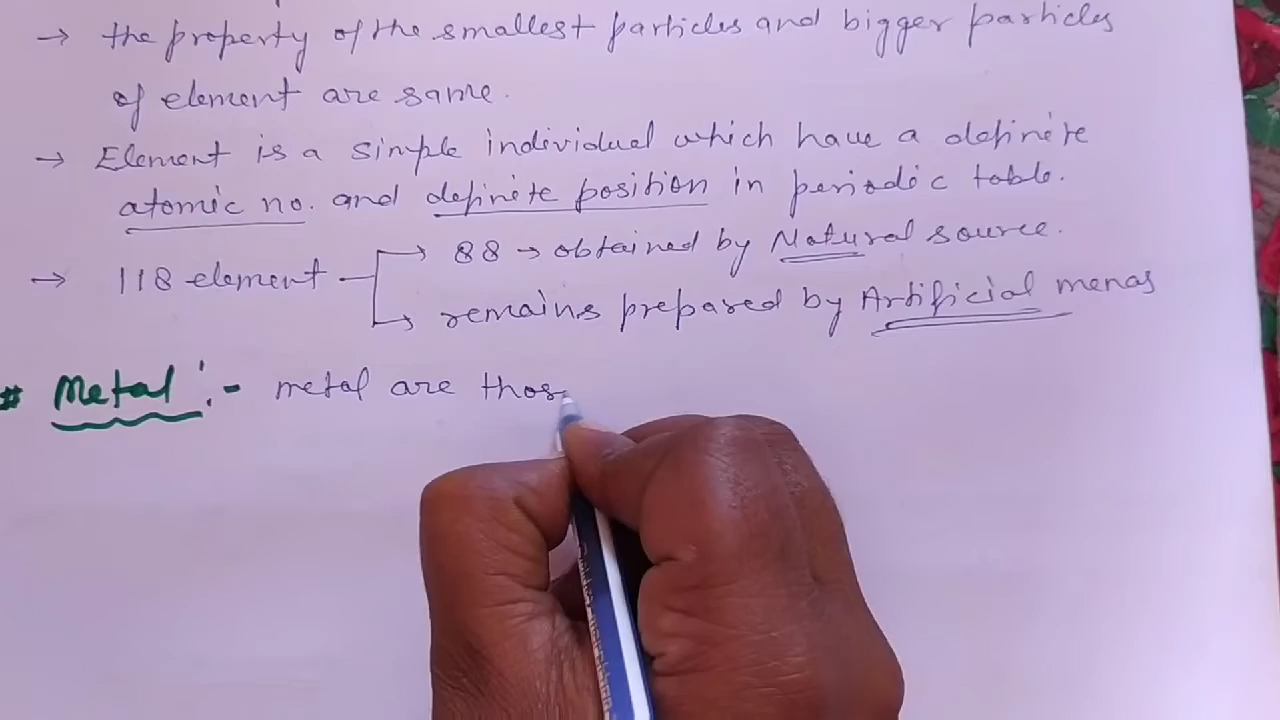 → the property of the smallest particles and bigger particles
of element are same.
→ Element is a simple individual which have a definite
atomic no. and definite position in periodic table.
→ 118 element → 88 → obtained by Natural source.
→ remains prepared by Artificial menas
# Metal :- metal are thos